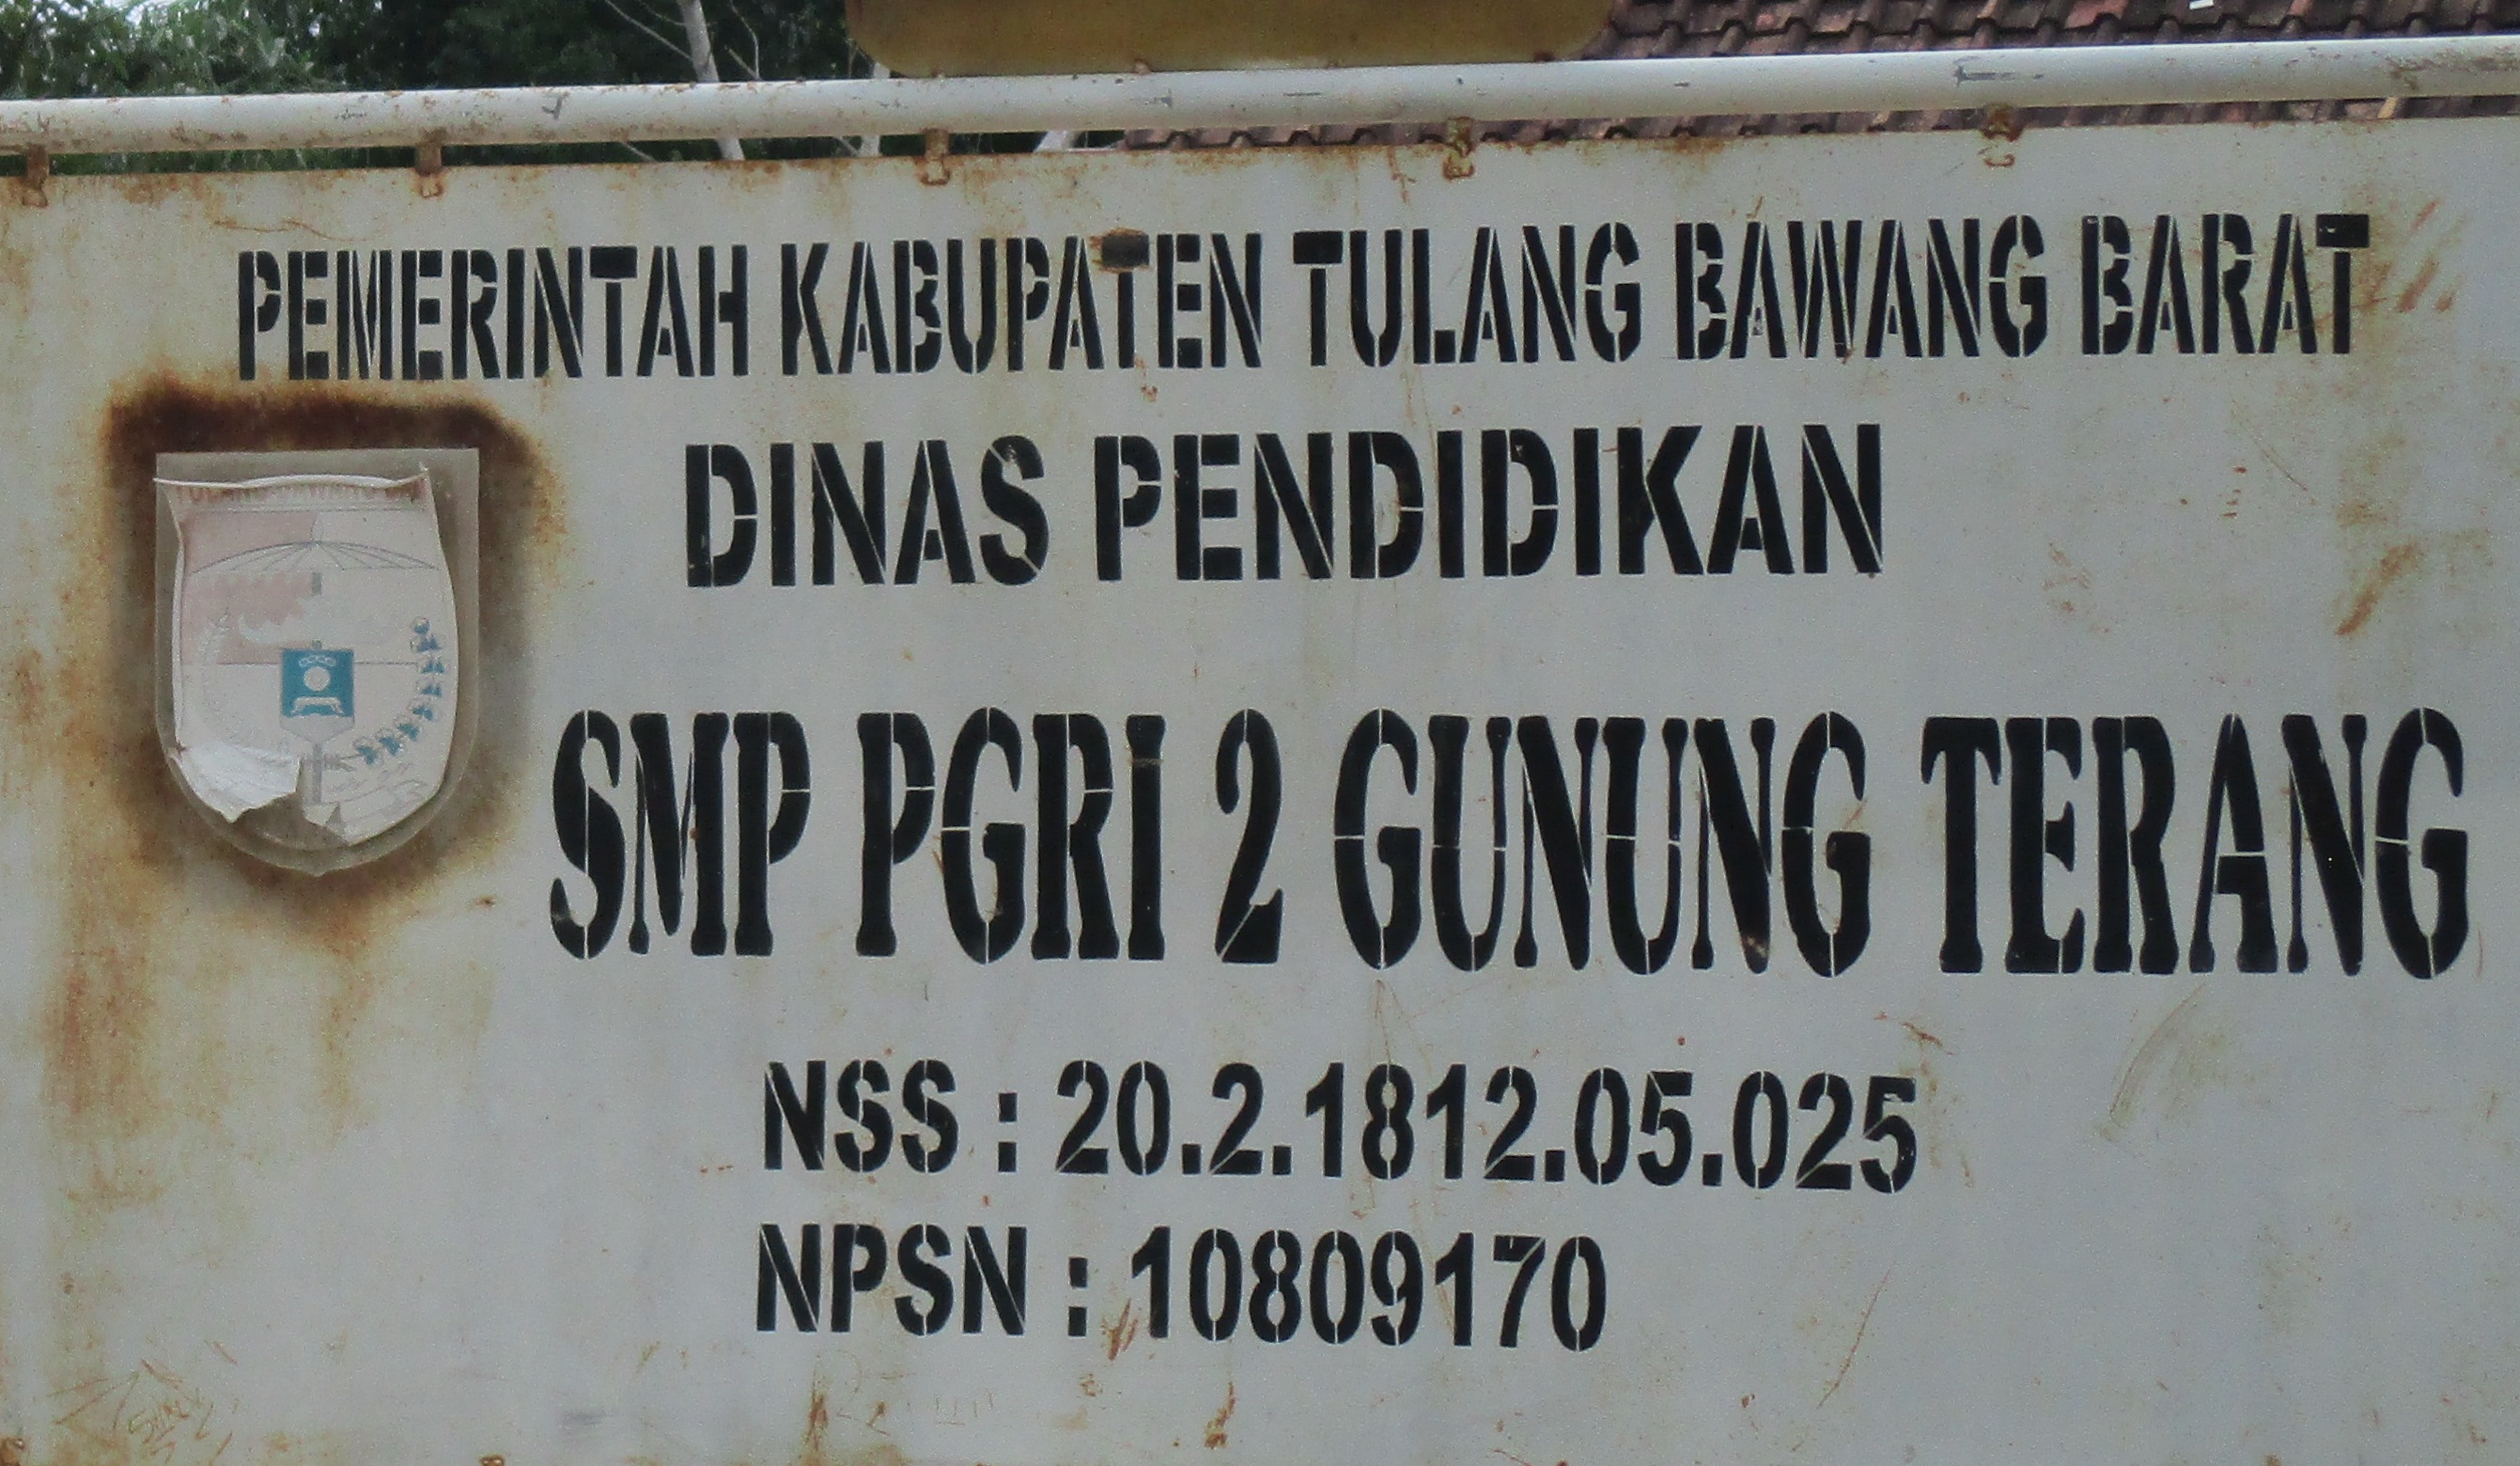 PEMERINTAH KABUPATEN TULANG BAWANG BARAT
DINAS PENDIDIKAN
SMP PGRI 2 GUNUNG TERANG
NSS : 20.2.1812.05.025
NPSN : 10809170